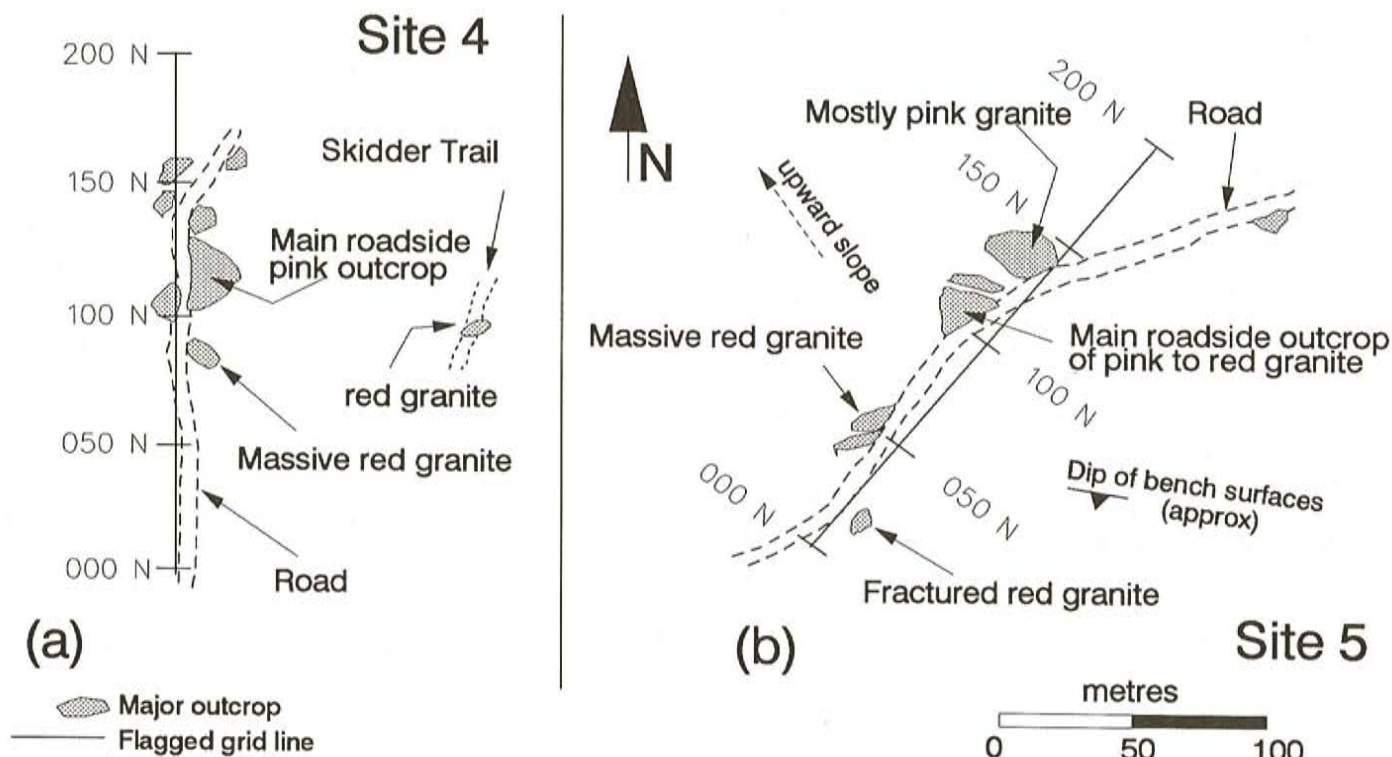 Site 4
200 N
150 N
100 N
050 N
000 N
Skidder Trail
Main roadside
pink outcrop
red granite
Massive red granite
Road
(a)
Major outcrop
Flagged grid line
N
Mostly pink granite
200 N
Road
150 N
upward slope
Massive red granite
Main roadside outcrop
of pink to red granite
100 N
000 N
050 N
Dip of bench surfaces
(approx)
Fractured red granite
(b)
Site 5
metres
0 50 100